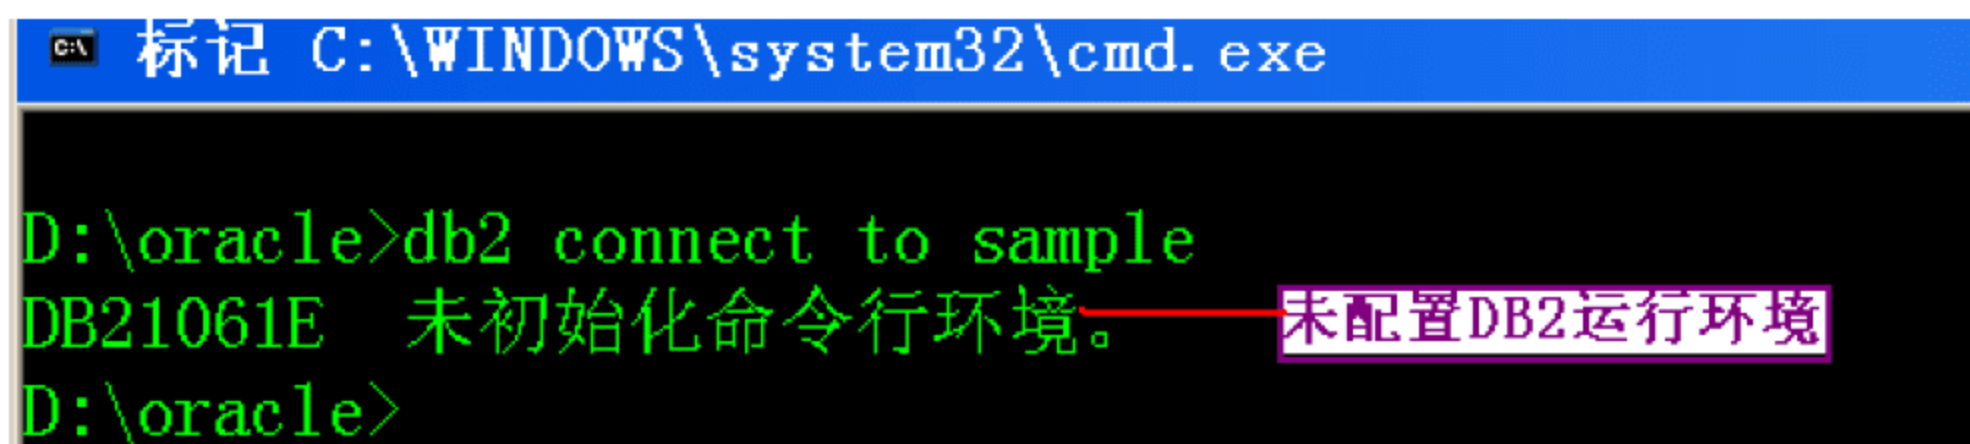 标记 C:\WINDOWS\system32\cmd.exe
D:\oracle>db2 connect to sample
DB21061E 未初始化命令行环境。
未配置DB2运行环境
D:\oracle>